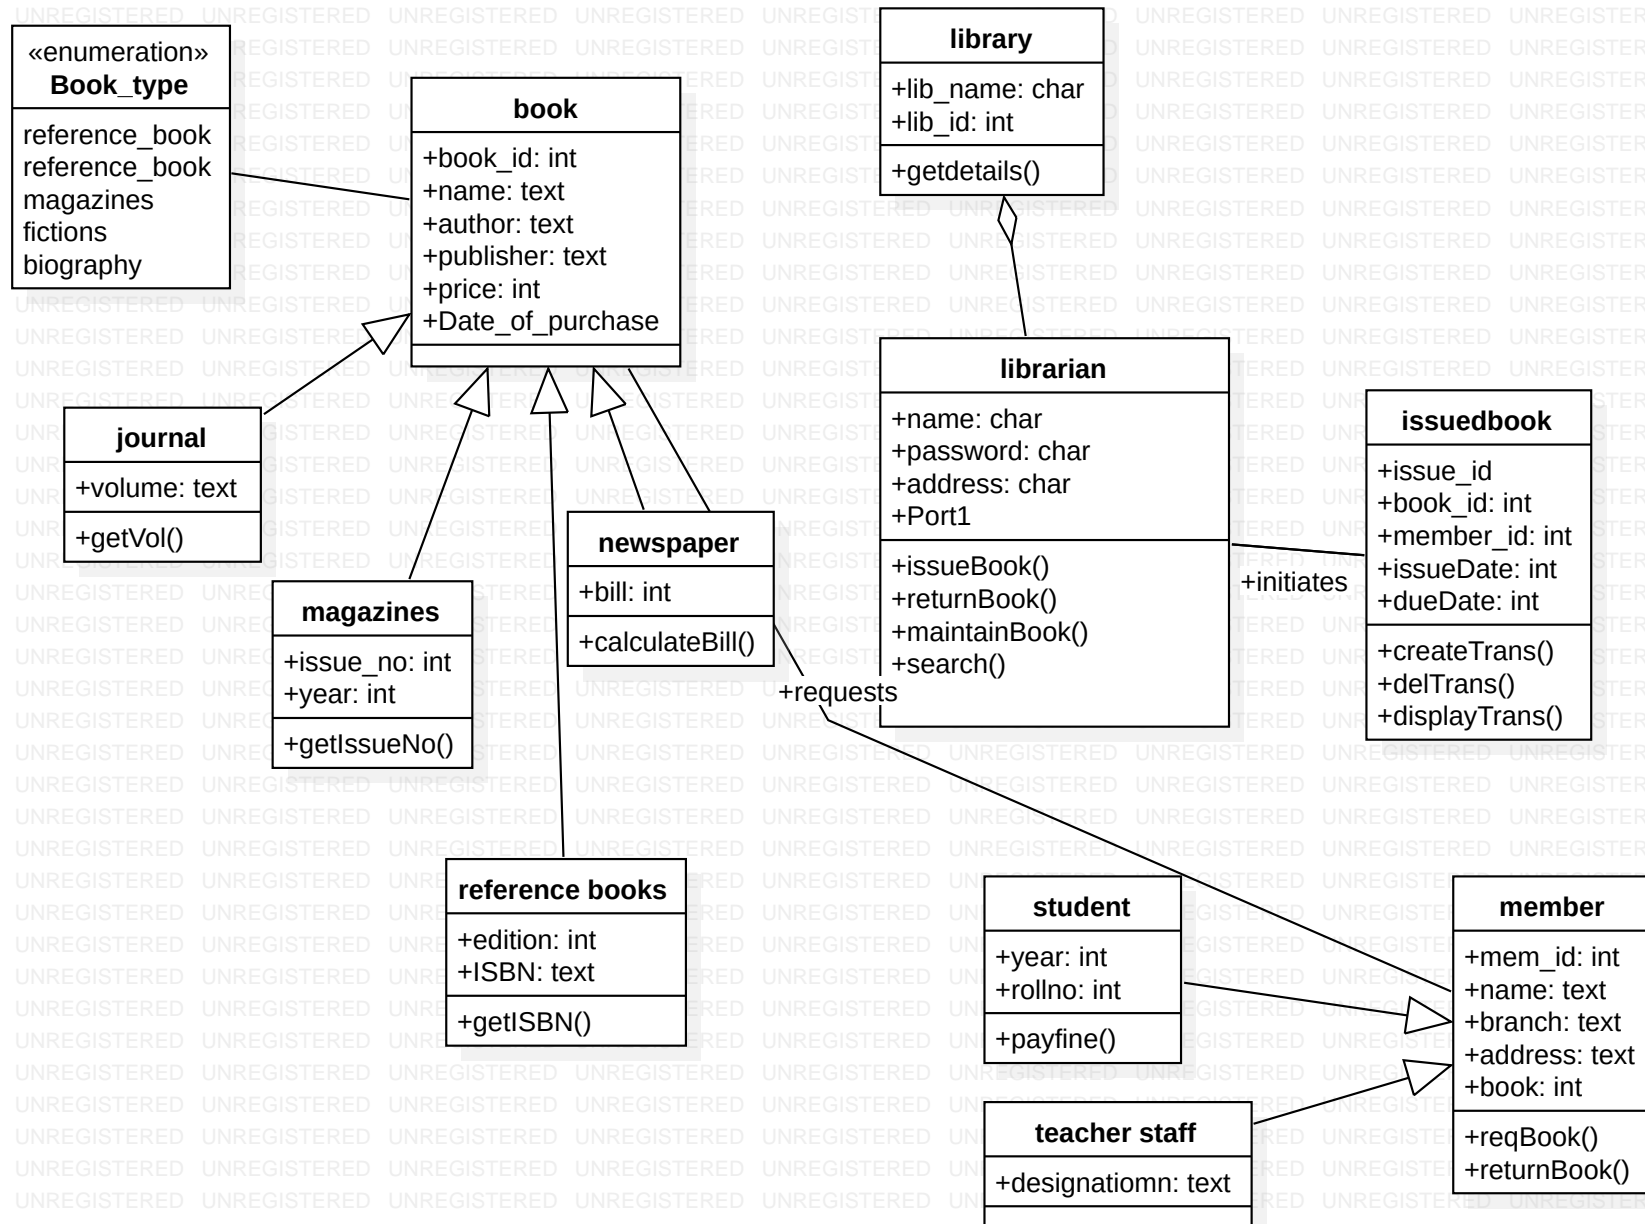 «enumeration»
Book_type
reference_book
reference_book
magazines
fictions
biography
book
+book_id: int
+name: text
+author: text
+publisher: text
+price: int
+Date_of_purchase
library
+lib_name: char
+lib_id: int
+getdetails()
journal
+volume: text
+getVol()
magazines
+issue_no: int
+year: int
+getIssueNo()
newspaper
+bill: int
+calculateBill()
+requests
librarian
+name: char
+password: char
+address: char
+Port1
+issueBook()
+returnBook()
+maintainBook()
+search()
+initiates
issuedbook
+issue_id
+book_id: int
+member_id: int
+issueDate: int
+dueDate: int
+createTrans()
+delTrans()
+displayTrans()
reference books
+edition: int
+ISBN: text
+getISBN()
student
+year: int
+rollno: int
+payfine()
teacher staff
+designatiomn: text
member
+mem_id: int
+name: text
+branch: text
+address: text
+book: int
+reqBook()
+returnBook()
UNREGISTERED